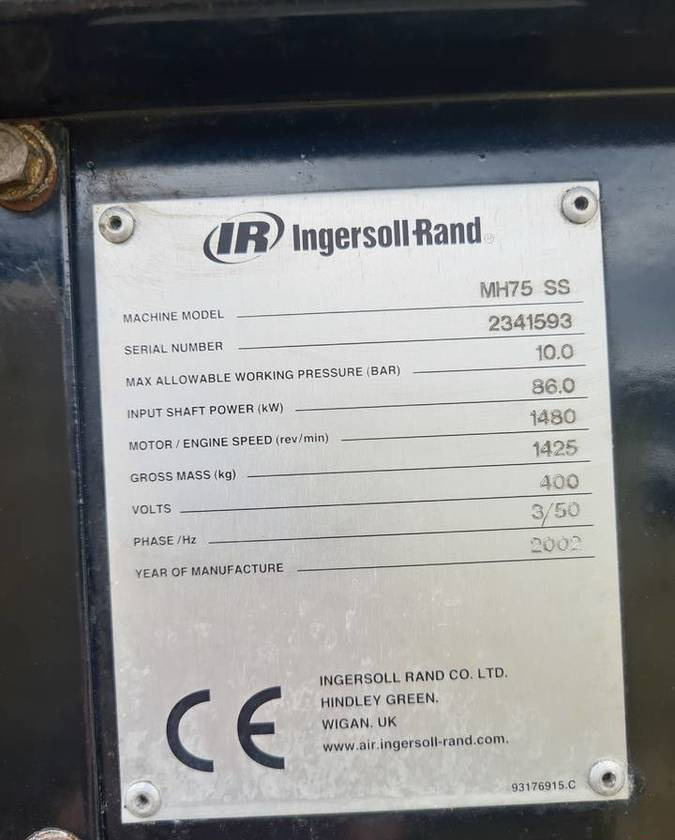 IR Ingersoll-Rand®
MACHINE MODEL MH75 SS
SERIAL NUMBER 2341593
MAX ALLOWABLE WORKING PRESSURE (BAR) 10.0
INPUT SHAFT POWER (kW) 86.0
MOTOR / ENGINE SPEED (rev/min) 1480
GROSS MASS (kg) 1425
VOLTS 400
PHASE /Hz 3/50
YEAR OF MANUFACTURE 2002
CE
INGERSOLL RAND CO. LTD.
HINDLEY GREEN.
WIGAN. UK
www.air.ingersoll-rand.com.
93176915.C